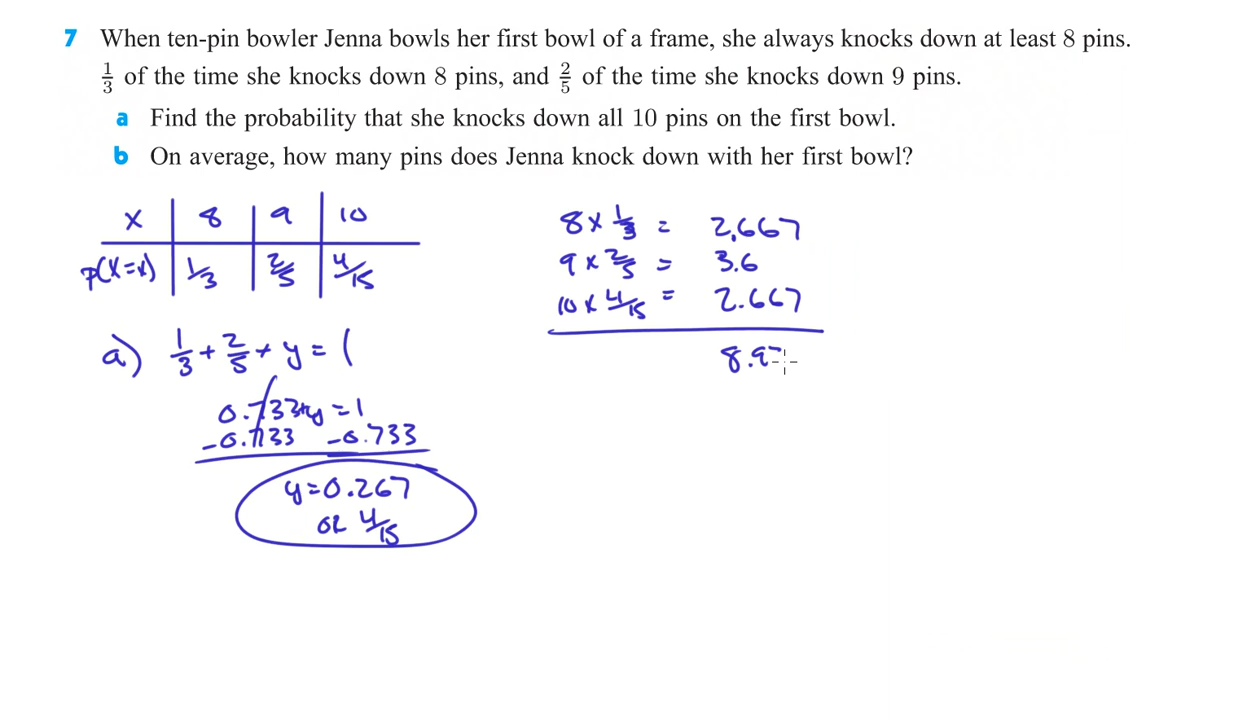 7 When ten-pin bowler Jenna bowls her first bowl of a frame, she always knocks down at least 8 pins.
1/3 of the time she knocks down 8 pins, and 2/5 of the time she knocks down 9 pins.
a Find the probability that she knocks down all 10 pins on the first bowl.
b On average, how many pins does Jenna knock down with her first bowl?
x 8 9 10
P(X=x) 1/3 2/5 4/15
a) 1/3 + 2/5 + y = 1
0.733+y = 1
-0.733 -0.733
y=0.267
OR 4/15
8 x 1/3 = 2.667
9 x 2/5 = 3.6
10 x 4/15 = 2.667
8.9